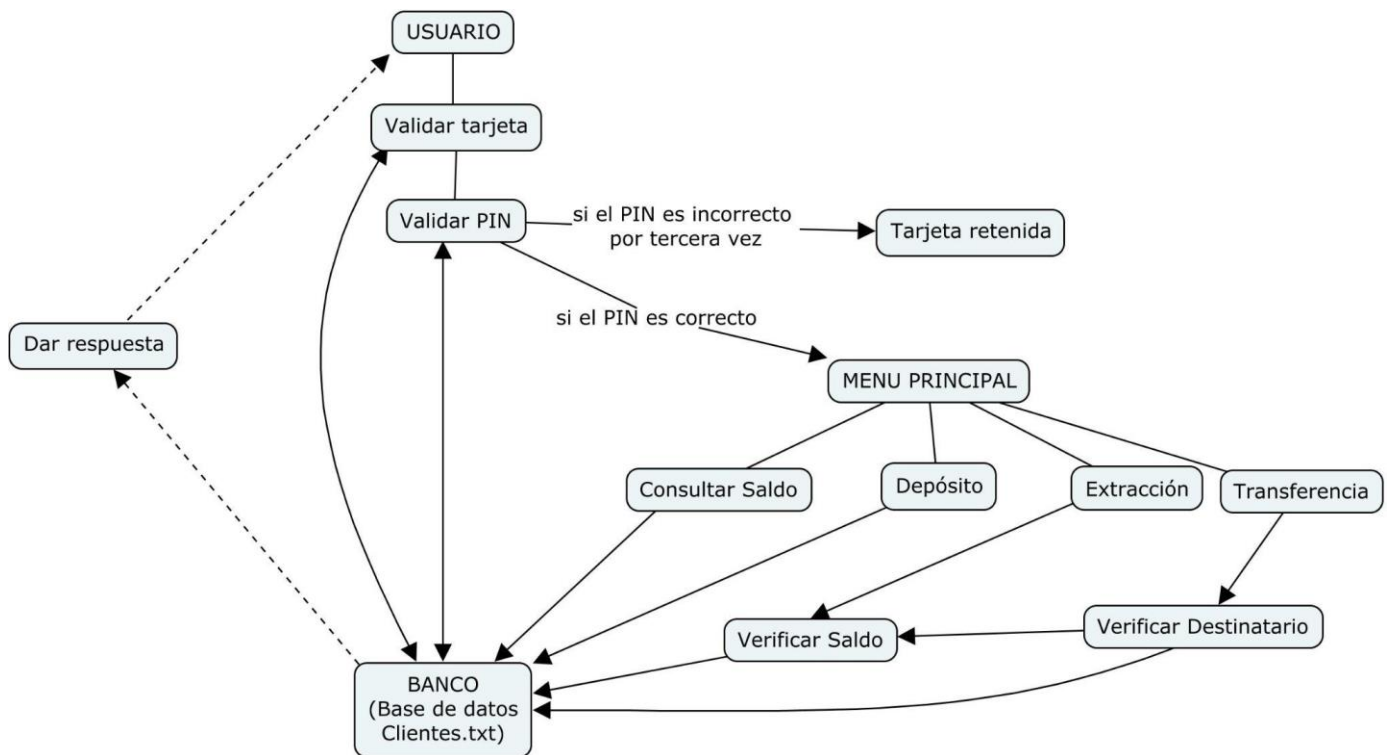 USUARIO
Validar tarjeta
Validar PIN
si el PIN es incorrecto
por tercera vez
Tarjeta retenida
si el PIN es correcto
Dar respuesta
MENU PRINCIPAL
Consultar Saldo
Depósito
Extracción
Transferencia
Verificar Saldo
Verificar Destinatario
BANCO
(Base de datos
Clientes.txt)